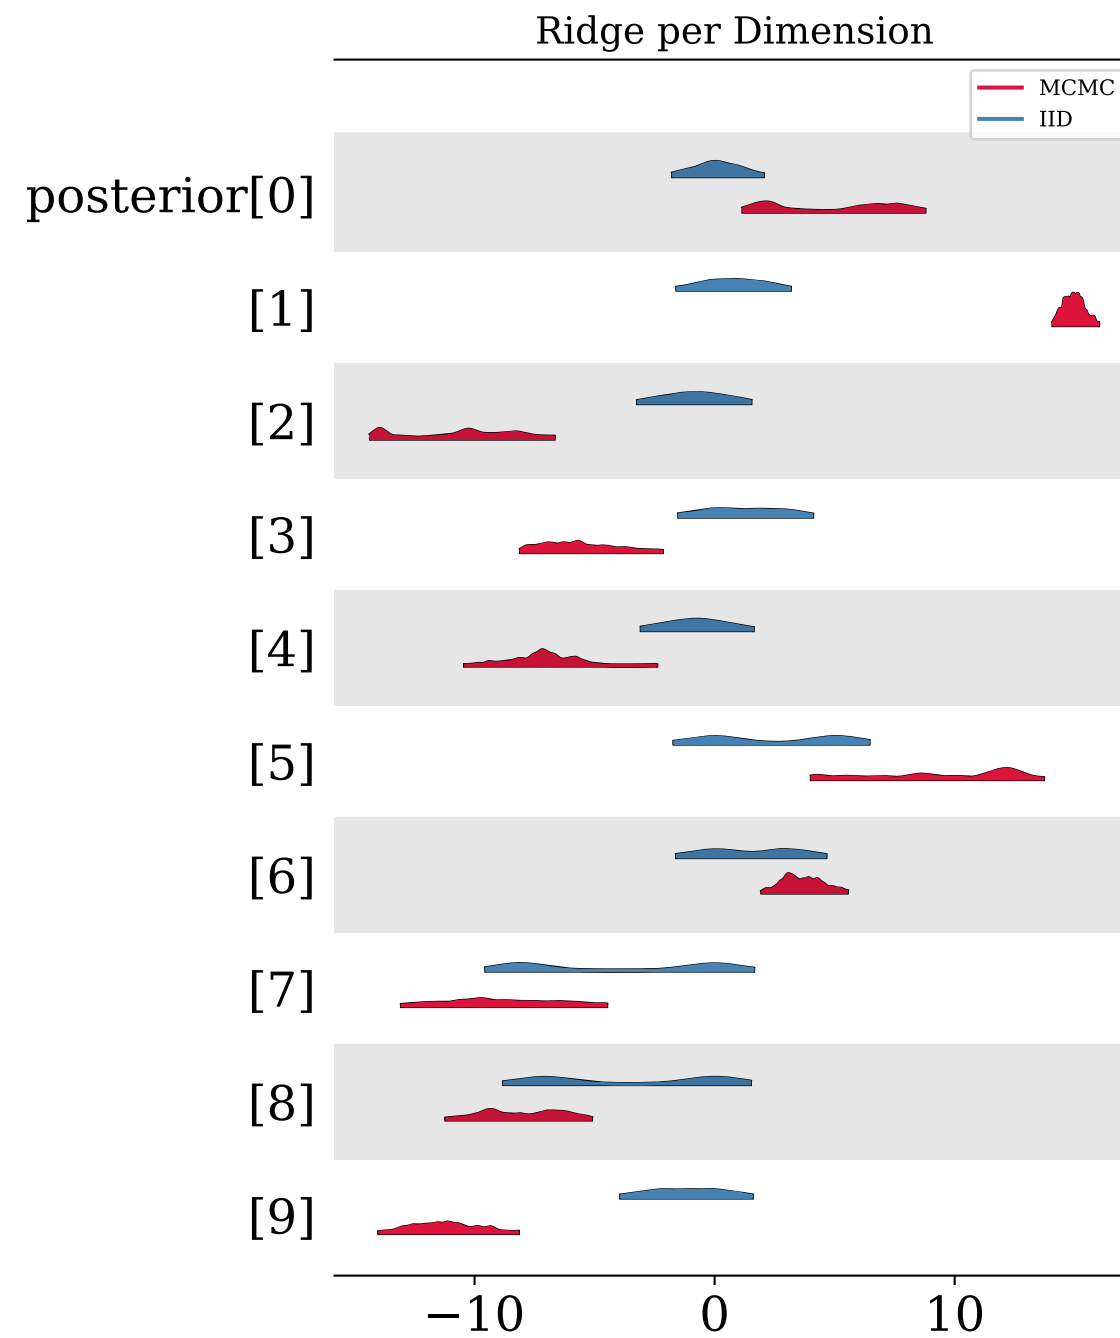 Ridge per Dimension
MCMC
IID
posterior[0]
[1]
[2]
[3]
[4]
[5]
[6]
[7]
[8]
[9]
−10 0 10